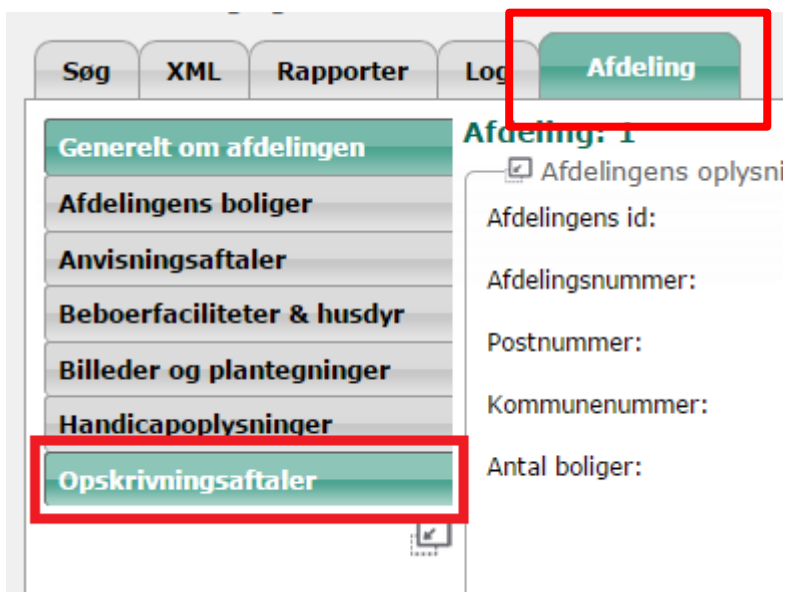 Søg XML Rapporter Log Afdeling
Generelt om afdelingen
Afdelingens boliger
Anvisningsaftaler
Beboerfaciliteter & husdyr
Billeder og plantegninger
Handicapoplysninger
Opskrivningsaftaler
Afdeling: 1
Afdelingens oplysni
Afdelingens id:
Afdelingsnummer:
Postnummer:
Kommunenummer:
Antal boliger: